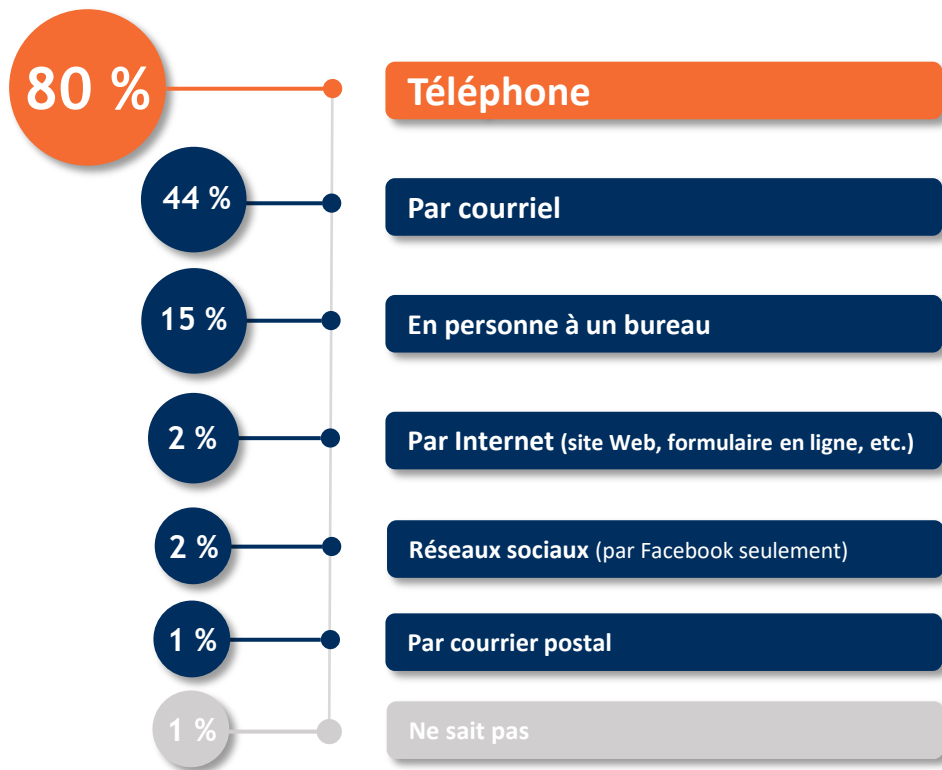 80 % Téléphone
44 % Par courriel
15 % En personne à un bureau
2 % Par Internet (site Web, formulaire en ligne, etc.)
2 % Réseaux sociaux (par Facebook seulement)
1 % Par courrier postal
1 % Ne sait pas